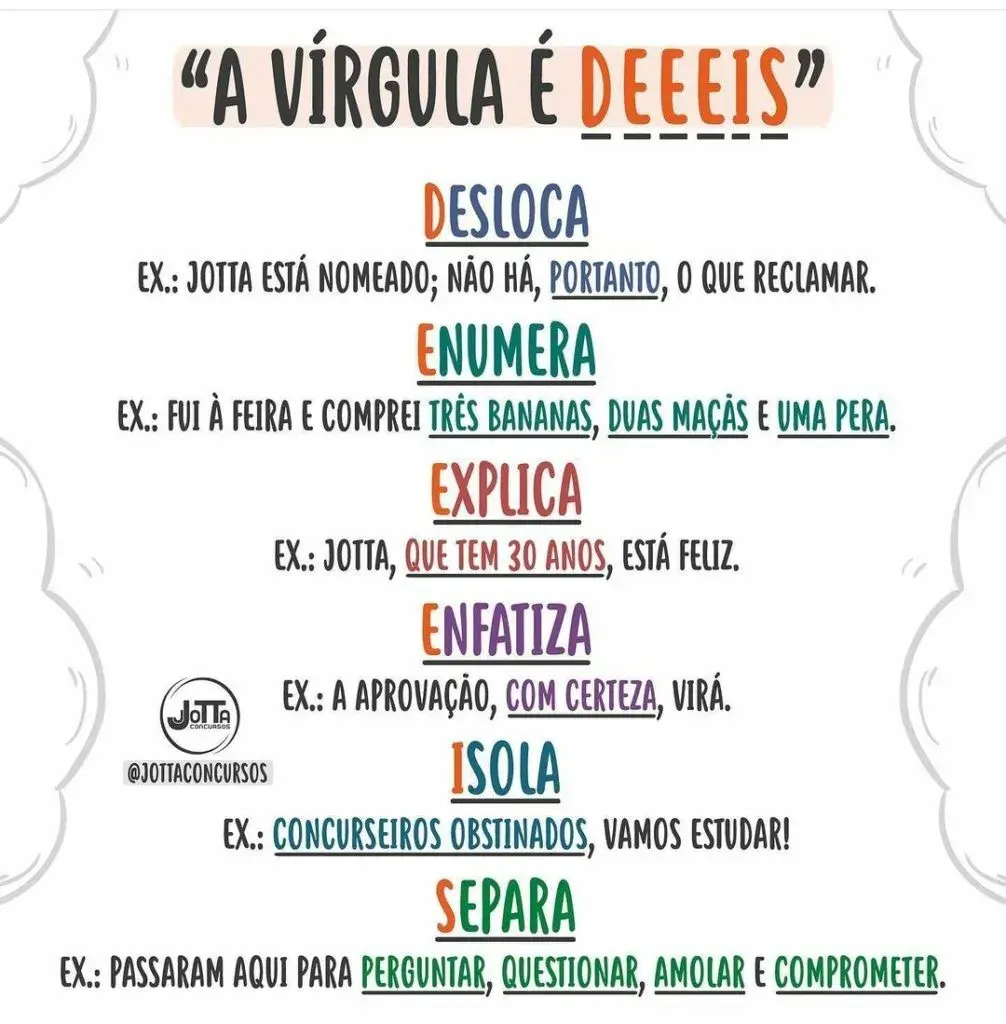 “A VÍRGULA É DEEEIS”
DESLOCA
EX.: JOTTA ESTÁ NOMEADO; NÃO HÁ, PORTANTO, O QUE RECLAMAR.
ENUMERA
EX.: FUI À FEIRA E COMPREI TRÊS BANANAS, DUAS MAÇÃS E UMA PERA.
EXPLICA
EX.: JOTTA, QUE TEM 30 ANOS, ESTÁ FELIZ.
ENFATIZA
EX.: A APROVAÇÃO, COM CERTEZA, VIRÁ.
JOTTA
CONCURSOS
@JOTTACONCURSOS
ISOLA
EX.: CONCURSEIROS OBSTINADOS, VAMOS ESTUDAR!
SEPARA
EX.: PASSARAM AQUI PARA PERGUNTAR, QUESTIONAR, AMOLAR E COMPROMETER.